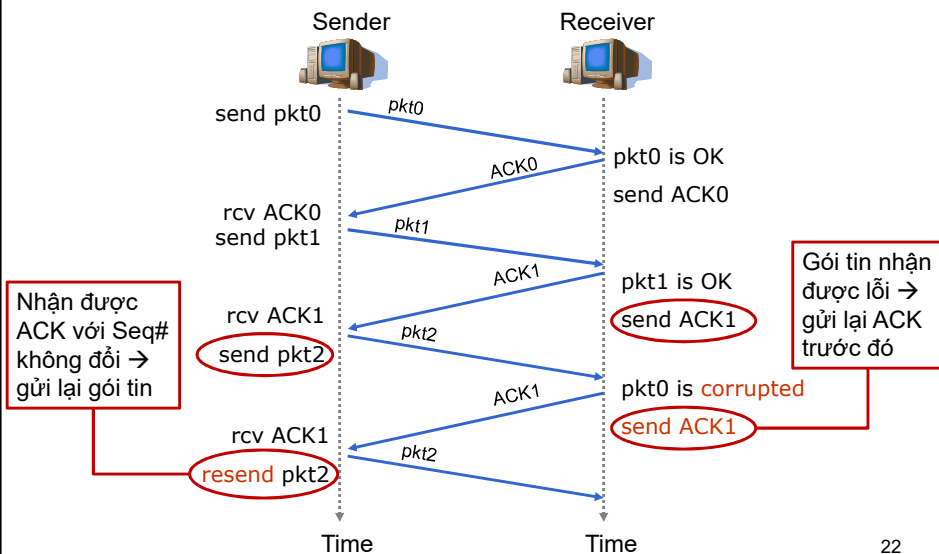 Sender
Receiver
send pkt0
pkt0
pkt0 is OK
ACK0
send ACK0
rcv ACK0
send pkt1
pkt1
ACK1
pkt1 is OK
send ACK1
Gói tin nhận
được lỗi →
gửi lại ACK
trước đó
Nhận được
ACK với Seq#
không đổi →
gửi lại gói tin
rcv ACK1
send pkt2
pkt2
pkt0 is corrupted
ACK1
send ACK1
rcv ACK1
resend pkt2
pkt2
Time
Time
22